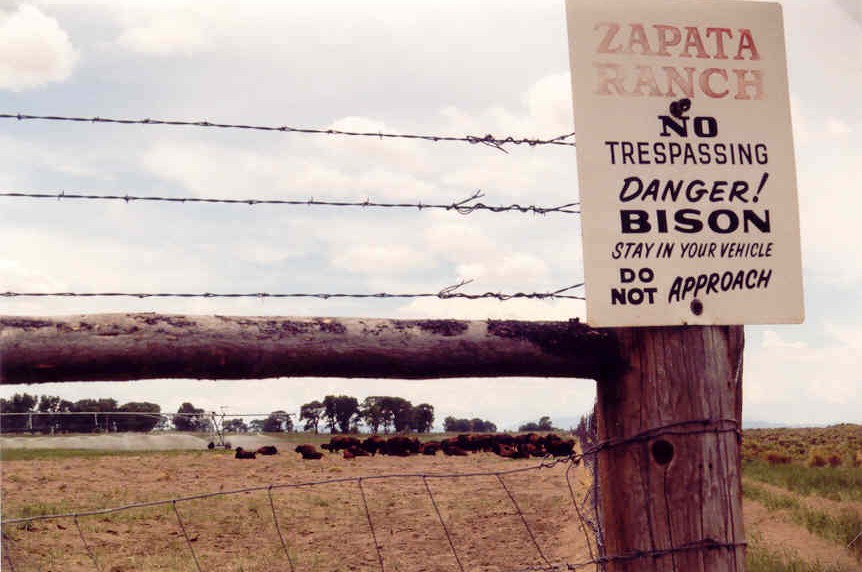 ZAPATA
RANCH
NO
TRESPASSING
DANGER!
BISON
STAY IN YOUR VEHICLE
DO
NOT APPROACH